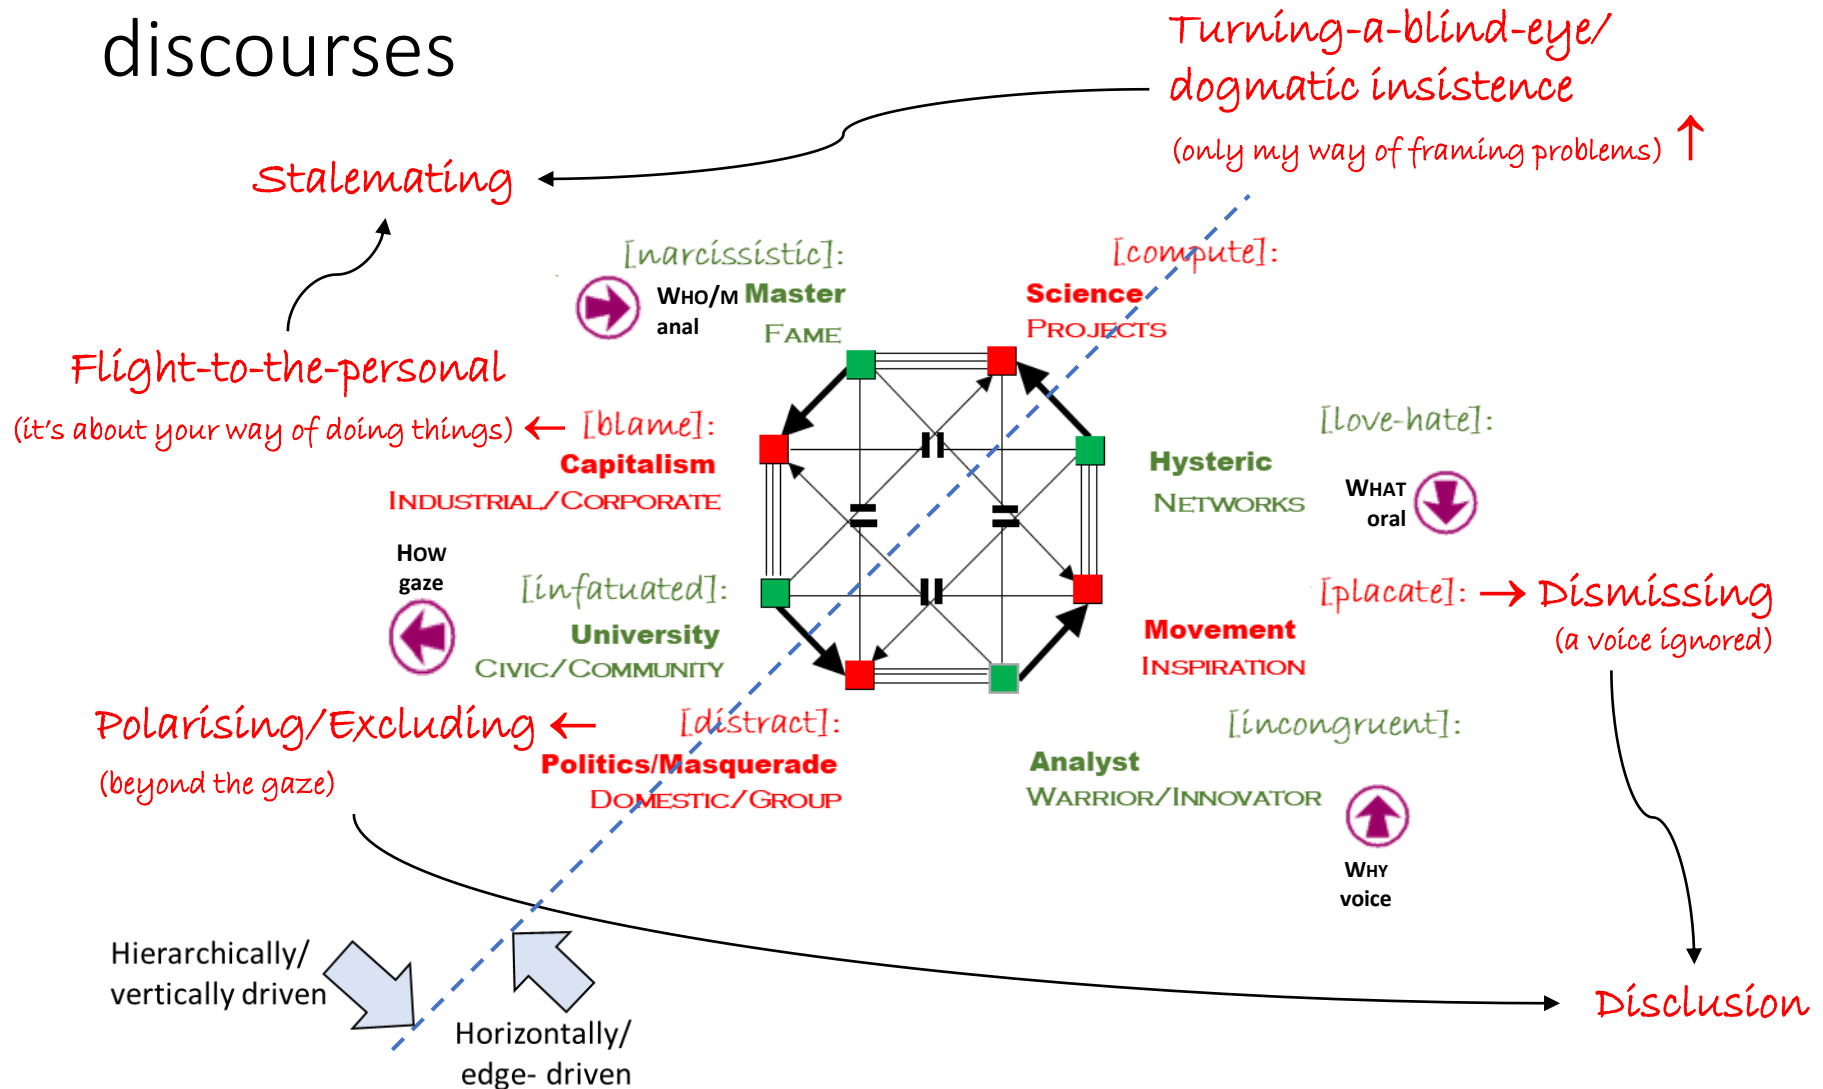 discourses
Turning-a-blind-eye/
dogmatic insistence
(only my way of framing problems)
Stalemating
[narcissistic]:
WHO/M
anal
Master
FAME
[compute]:
Science
PROJECTS
Flight-to-the-personal
(it's about your way of doing things)
[blame]:
Capitalism
INDUSTRIAL/CORPORATE
[love-hate]:
Hysteric
NETWORKS
WHAT
oral
HOW
gaze
[infatuated]:
University
CIVIC/COMMUNITY
[placate]:
Movement
INSPIRATION
Dismissing
(a voice ignored)
Polarising/Excluding
(beyond the gaze)
[distract]:
Politics/Masquerade
DOMESTIC/GROUP
[incongruent]:
Analyst
WARRIOR/INNOVATOR
WHY
voice
Hierarchically/
vertically driven
Horizontally/
edge- driven
Disclusion